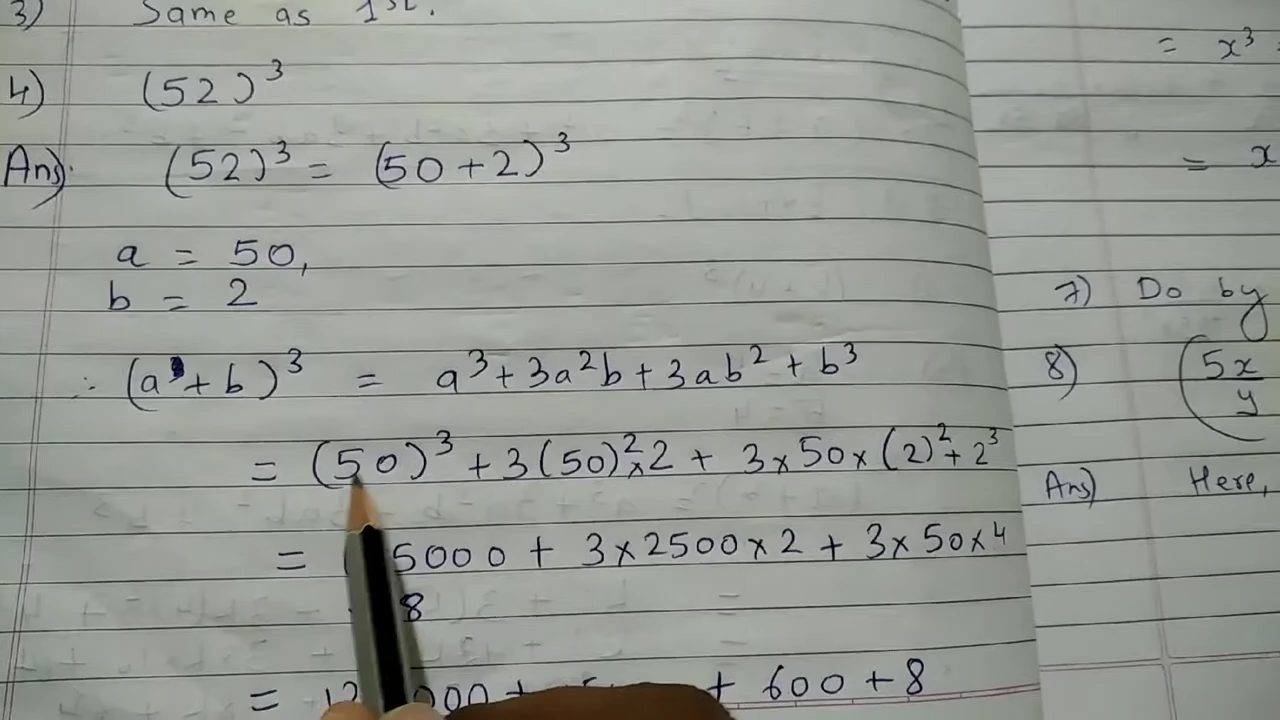 3) Same as 1st.
4) (52)³
Ans). (52)³ = (50+2)³
a = 50,
b = 2
∴ (a+b)³ = a³+3a²b+3ab²+b³
= (50)³+3(50)²×2+ 3×50×(2)²+2³
= 5000 + 3×2500×2 + 3×50×4
8
= 12 000+ + 600+8
= x³
= x
7) Do by
8) (5x/y
Ans) Here,